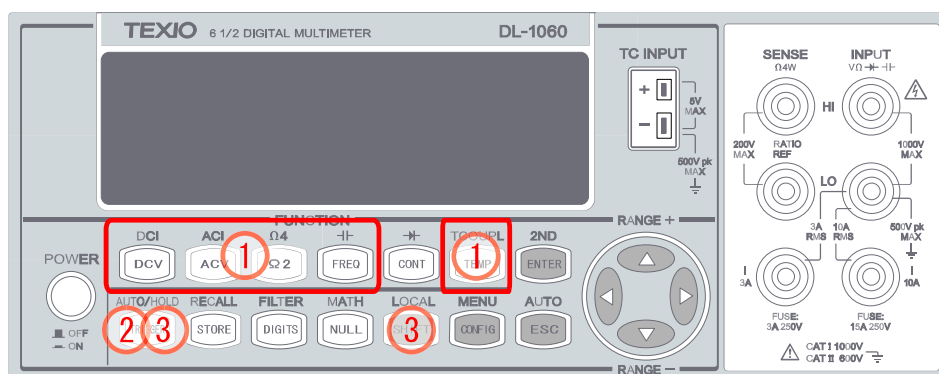 TEXIO 6 1/2 DIGITAL MULTIMETER DL-1060
TC INPUT
+
−
5V
MAX
500V pk
MAX
SENSE
Ω4W
INPUT
VΩ
HI
200V
MAX
RATIO
REF
1000V
MAX
LO
3A
RMS
10A
RMS
500V pk
MAX
I
3A
I
10A
FUSE:
3A 250V
FUSE:
15A 250V
CAT I 1000V
CAT II 600V
FUNCTION
DCI ACI Ω4 TCOUPL 2ND
DCV ACV Ω2 FREQ CONT TEMP ENTER
1 1
POWER
OFF
ON
AUTO/HOLD RECALL FILTER MATH LOCAL MENU AUTO
STORE DIGITS NULL SHIFT CONFIG ESC
2 3 3
RANGE +
RANGE −